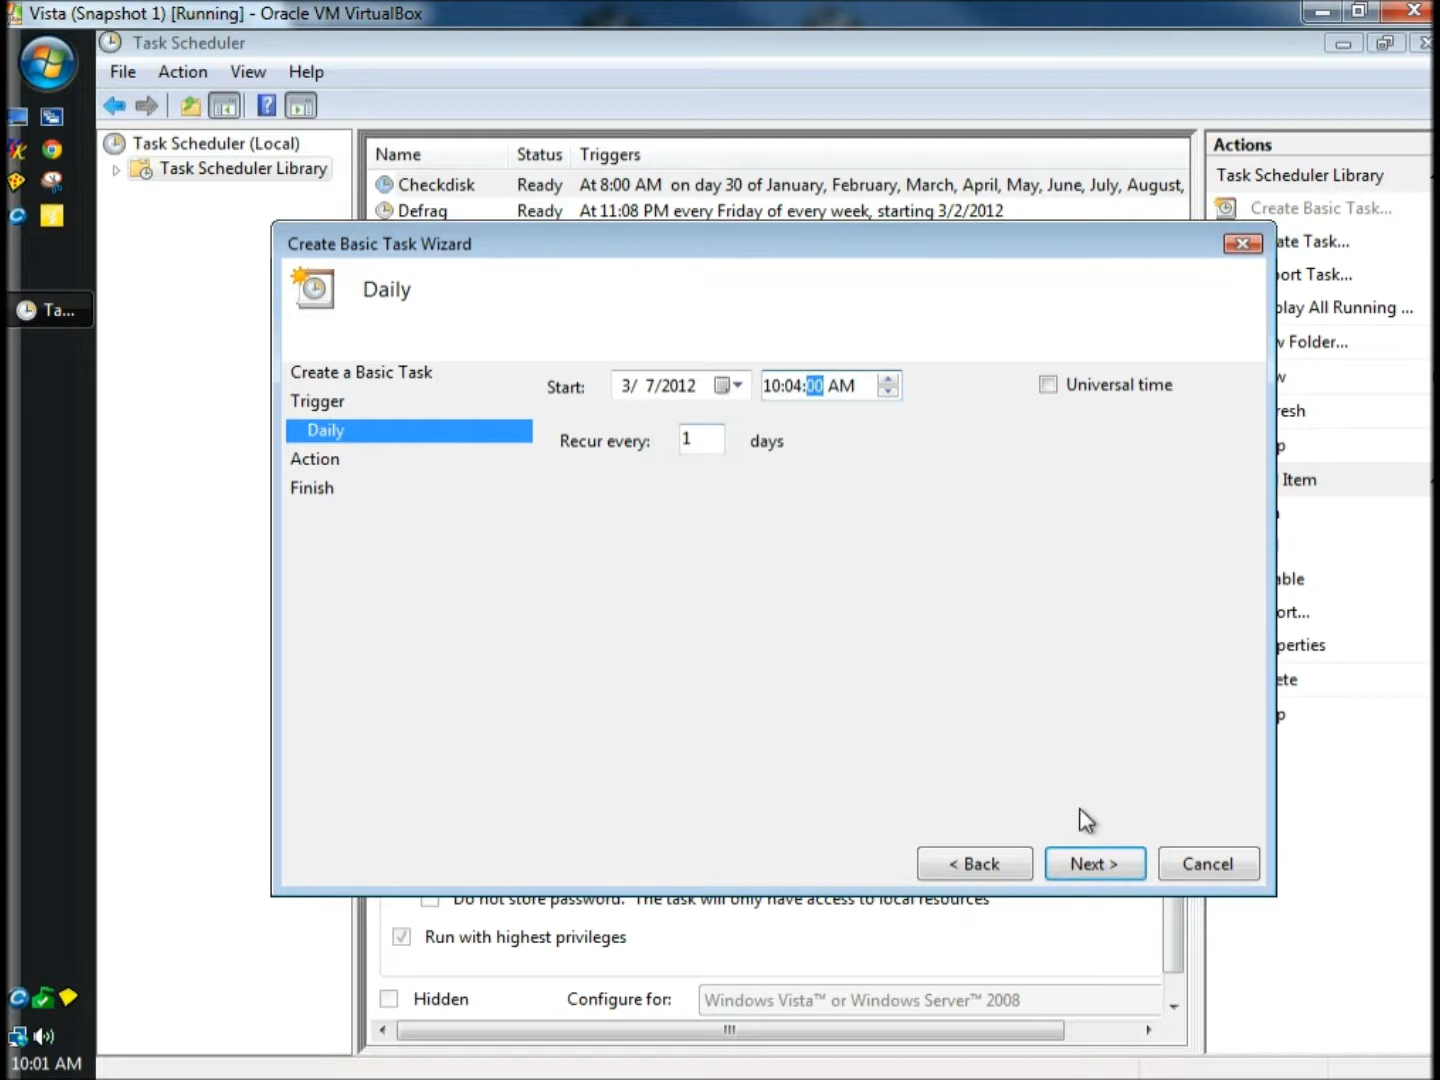 Vista (Snapshot 1) [Running] - Oracle VM VirtualBox
Task Scheduler
File Action View Help
Task Scheduler (Local)
Task Scheduler Library
Name Status Triggers
Checkdisk Ready At 8:00 AM on day 30 of January, February, March, April, May, June, July, August,
Defrag Ready At 11:08 PM every Friday of every week, starting 3/2/2012
Actions
Task Scheduler Library
Create Basic Task...
ate Task...
ort Task...
play All Running ...
v Folder...
w
resh
p
Item
able
ort...
perties
ete
p
Create Basic Task Wizard
Daily
Create a Basic Task
Trigger
Daily
Action
Finish
Start: 3/ 7/2012 10:04:00 AM Universal time
Recur every: 1 days
< Back Next > Cancel
Do not store password. The task will only have access to local resources
Run with highest privileges
Hidden Configure for: Windows Vista™ or Windows Server™ 2008
Ta...
10:01 AM